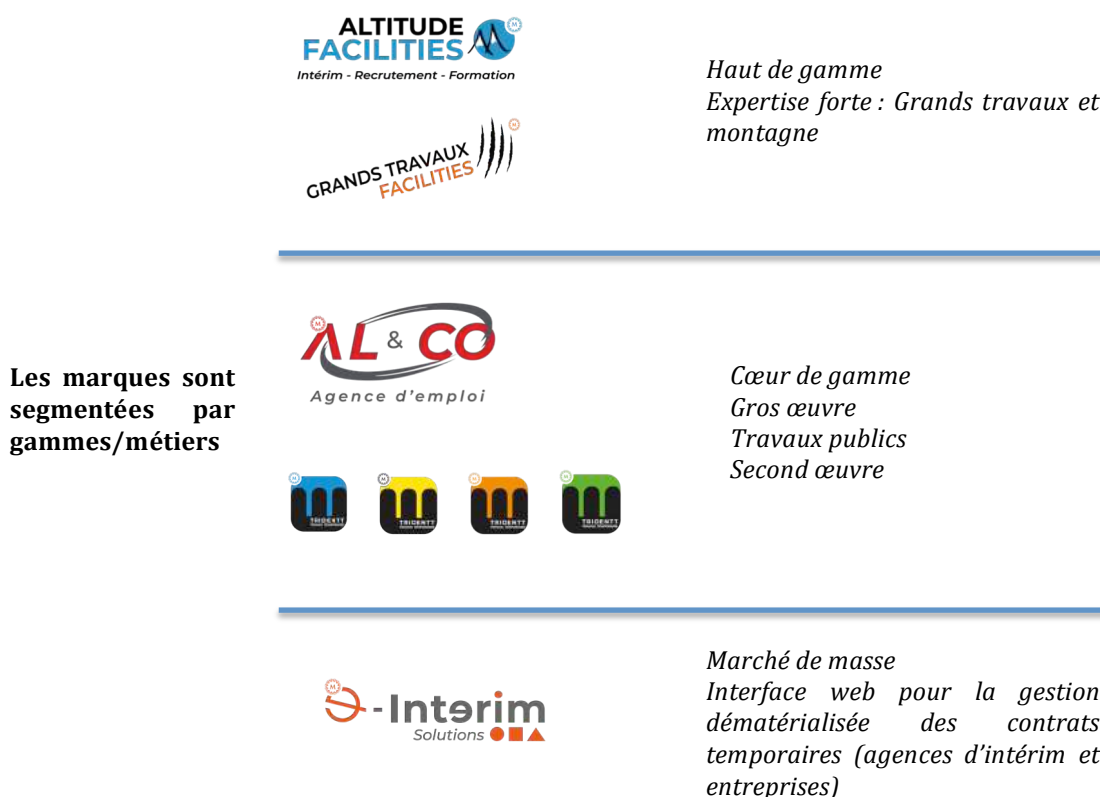 ALTITUDE
FACILITIES
Intérim - Recrutement - Formation
GRANDS TRAVAUX
FACILITIES
Haut de gamme
Expertise forte : Grands travaux et
montagne
Les marques sont
segmentées par
gammes/métiers
AL & CO
Agence d'emploi
TRIDENTT
TRIDENTT
TRIDENTT
TRIDENTT
Cœur de gamme
Gros œuvre
Travaux publics
Second œuvre
e-Interim
Solutions
Marché de masse
Interface web pour la gestion
dématérialisée des contrats
temporaires (agences d'intérim et
entreprises)